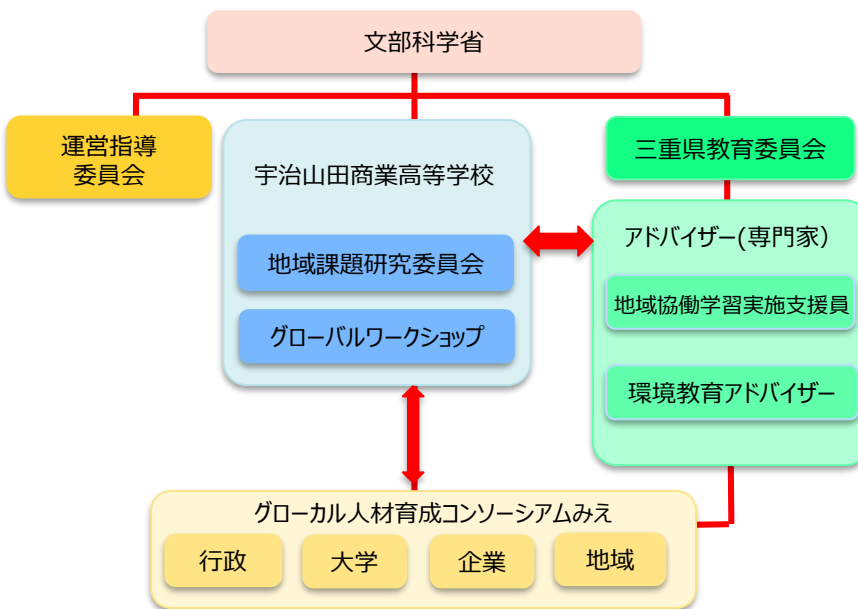 文部科学省
運営指導
委員会
宇治山田商業高等学校
地域課題研究委員会
グローバルワークショップ
三重県教育委員会
アドバイザー(専門家）
地域協働学習実施支援員
環境教育アドバイザー
グローカル人材育成コンソーシアムみえ
行政
大学
企業
地域